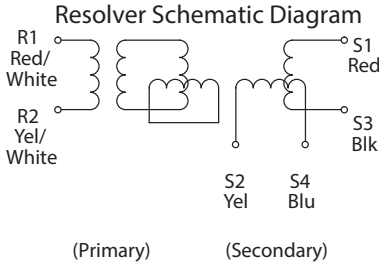 Resolver Schematic Diagram
R1
Red/
White
R2
Yel/
White
S1
Red
S3
Blk
S2
Yel
S4
Blu
(Primary)
(Secondary)